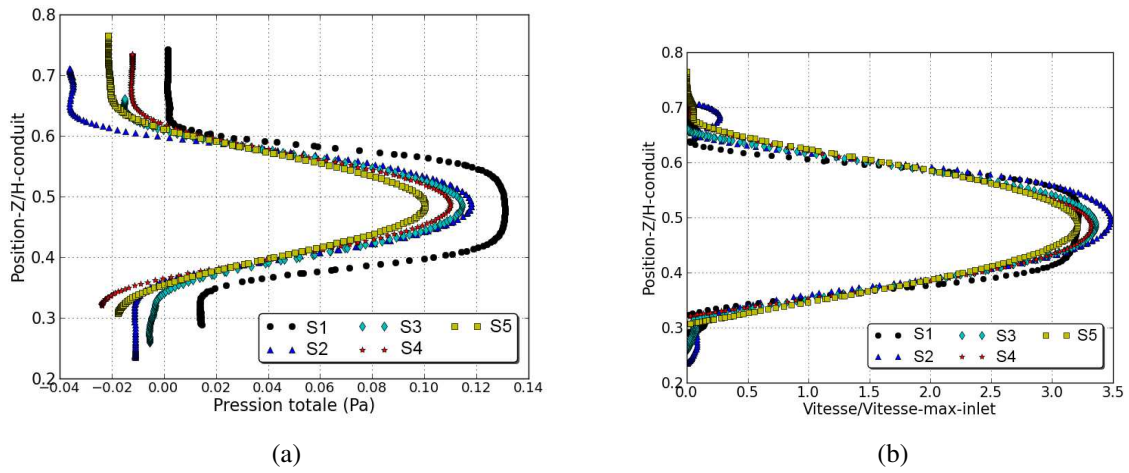 0.8
0.7
0.6
0.5
0.4
0.3
0.2
−0.04
−0.02
0.00
0.02
0.04
0.06
0.08
0.10
0.12
0.14
Position-Z/H-conduit
Pression totale (Pa)
S1
S3
S5
S2
S4
(a)
0.8
0.7
0.6
0.5
0.4
0.3
0.2
0.0
0.5
1.0
1.5
2.0
2.5
3.0
3.5
Position-Z/H-conduit
Vitesse/Vitesse-max-inlet
S1
S3
S5
S2
S4
(b)